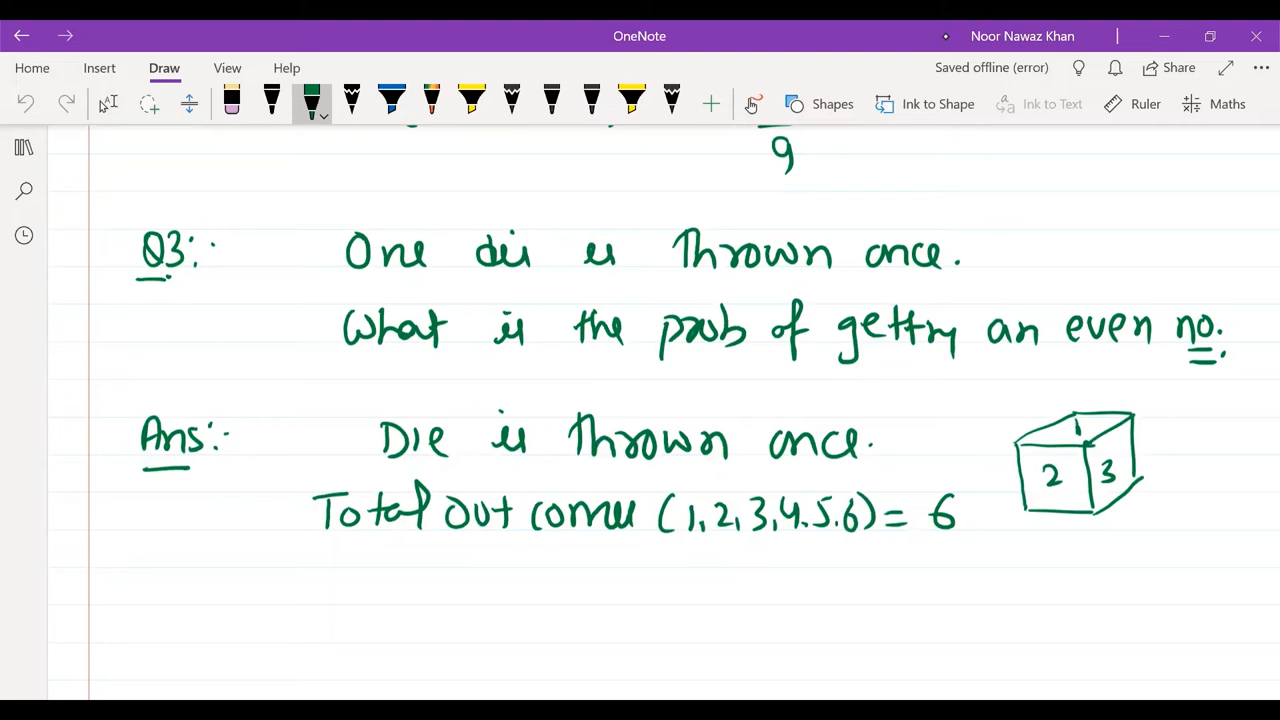 OneNote
Noor Nawaz Khan
Home Insert Draw View Help
Saved offline (error) Share
Shapes Ink to Shape Ink to Text Ruler Maths
9
Q3:-
One die is thrown once.
What is the prob of getting an even no.
Ans:-
Die is thrown once.
1
2 3
Total out comes (1,2,3,4.5.6) = 6